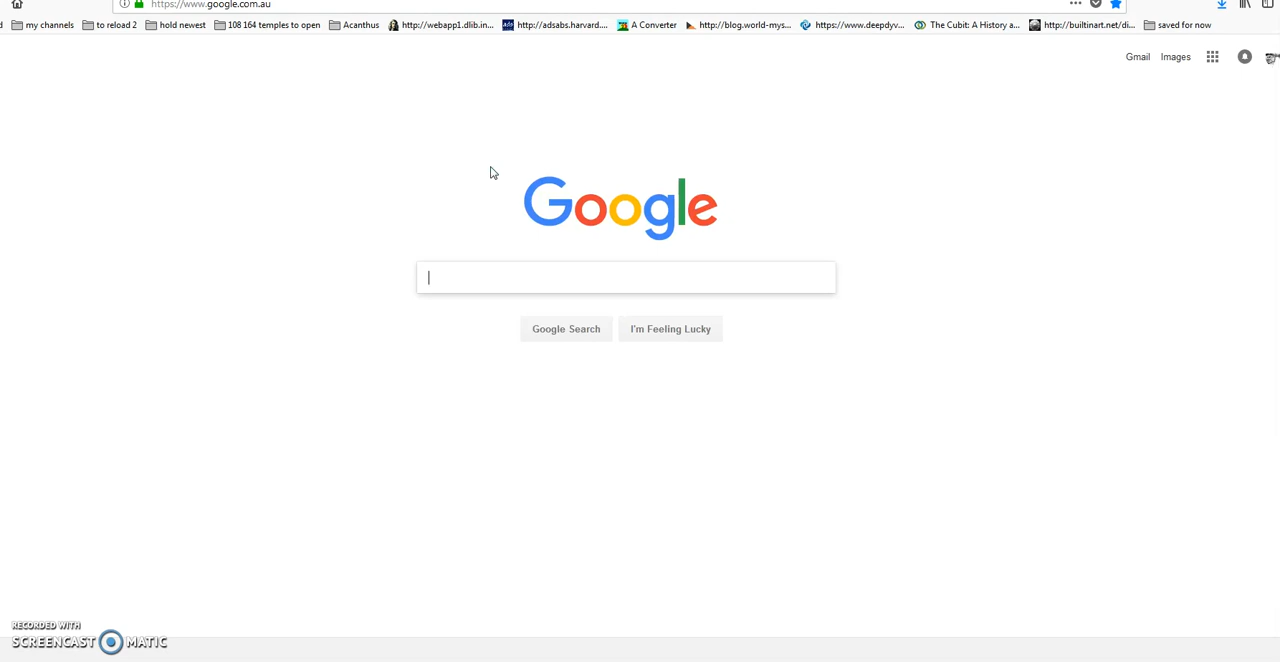 https://www.google.com.au
my channels to reload 2 hold newest 108 164 temples to open Acanthus http://webapp1.dlib.in... ads http://adsabs.harvard.... A Converter http://blog.world-mys... https://www.deepdyv... The Cubit: A History a... http://builtinart.net/di... saved for now
Gmail Images
Google
Google Search I'm Feeling Lucky
RECORDED WITH
SCREENCAST MATIC